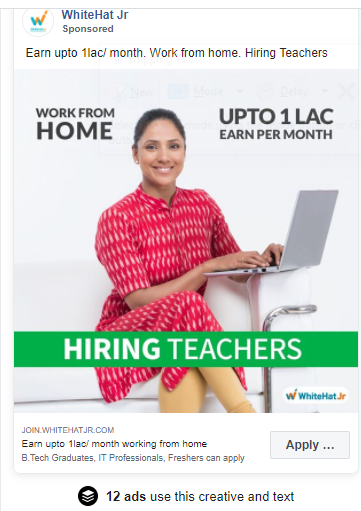 WhiteHat Jr
Sponsored
Earn upto 1lac/ month. Work from home. Hiring Teachers
WORK FROM
HOME
UPTO 1 LAC
EARN PER MONTH
HIRING TEACHERS
WhiteHat Jr
JOIN.WHITEHATJR.COM
Earn upto 1lac/ month working from home
B.Tech Graduates, IT Professionals, Freshers can apply
Apply ...
12 ads use this creative and text